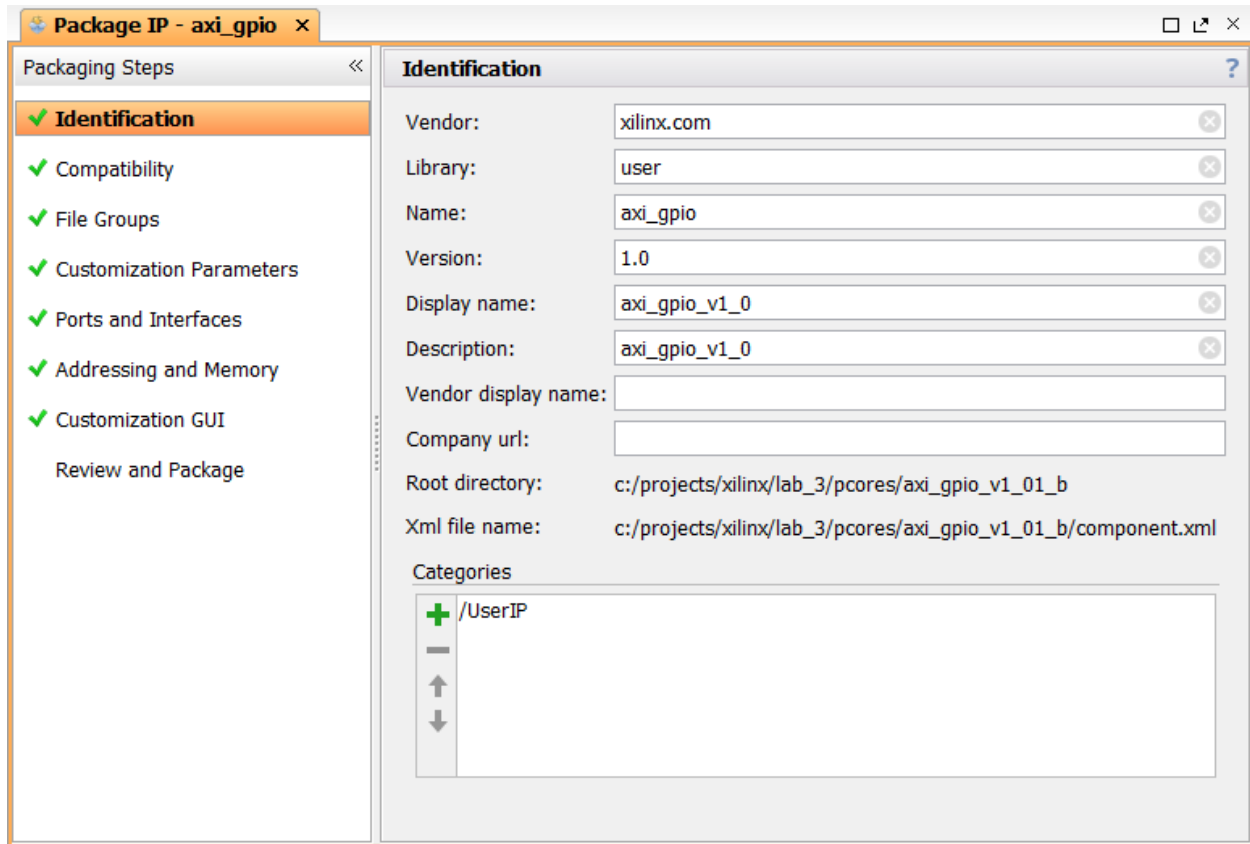 Package IP - axi_gpio ×
Packaging Steps «
Identification
Compatibility
File Groups
Customization Parameters
Ports and Interfaces
Addressing and Memory
Customization GUI
Review and Package
Identification ?
Vendor: xilinx.com
Library: user
Name: axi_gpio
Version: 1.0
Display name: axi_gpio_v1_0
Description: axi_gpio_v1_0
Vendor display name:
Company url:
Root directory: c:/projects/xilinx/lab_3/pcores/axi_gpio_v1_01_b
Xml file name: c:/projects/xilinx/lab_3/pcores/axi_gpio_v1_01_b/component.xml
Categories
/UserIP